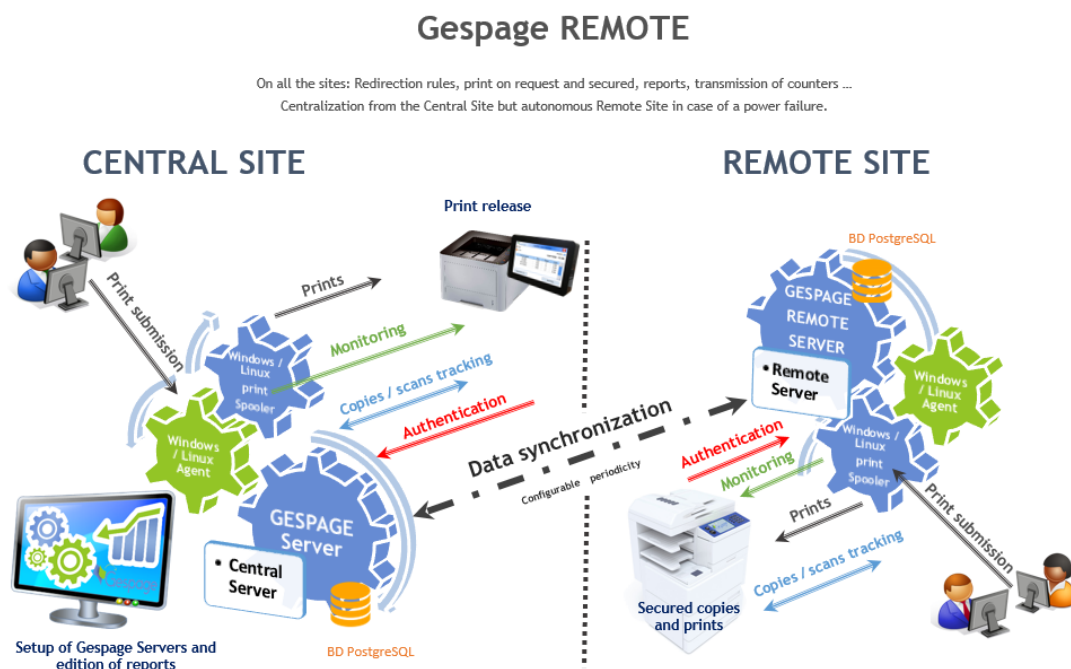 Gespage REMOTE
On all the sites: Redirection rules, print on request and secured, reports, transmission of counters …
Centralization from the Central Site but autonomous Remote Site in case of a power failure.
CENTRAL SITE
REMOTE SITE
Print release
BD PostgreSQL
Print submission
Prints
Monitoring
Copies / scans tracking
Authentication
Windows /
Linux
print
Spooler
Windows
/ Linux
Agent
GESPAGE
Server
• Central
Server
BD PostgreSQL
Gespage
Setup of Gespage Servers and
edition of reports
Data synchronization
Configurable periodicity
GESPAGE
REMOTE
SERVER
• Remote
Server
Windows
/ Linux
Agent
Windows /
Linux
print
Spooler
Authentication
Monitoring
Prints
Copies / scans tracking
Print submission
Secured copies
and prints